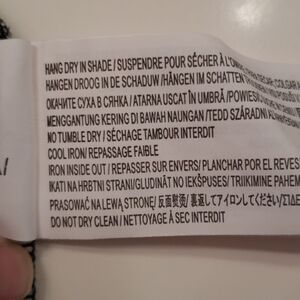 HANG DRY IN SHADE / SUSPENDRE POUR SÉCHER À L'OMBRE
HANGEN DROOG IN DE SCHADUW / HÄNGEN IM SCHATTEN
ОКАЧИТЕ СУХА В СЯНКА / ATARNA USCAT ÎN UMBRĂ /
MENGGANTUNG KERING DI BAWAH NAUNGAN / TEDD SZÁRADNI
NO TUMBLE DRY / SÉCHAGE TAMBOUR INTERDIT
COOL IRON / REPASSAGE FAIBLE
IRON INSIDE OUT / REPASSER SUR ENVERS / PLANCHAR POR EL REVES
IKATI NA HRBTNI STRANI / GLUDINĀT NO IEKŠPUSES / TRIIKIMINE PAHEM
PRASOWAĆ NA LEWĄ STRONĘ / 反面熨烫 / 裏返してアイロンしてください /
DO NOT DRY CLEAN / NETTOYAGE À SEC INTERDIT